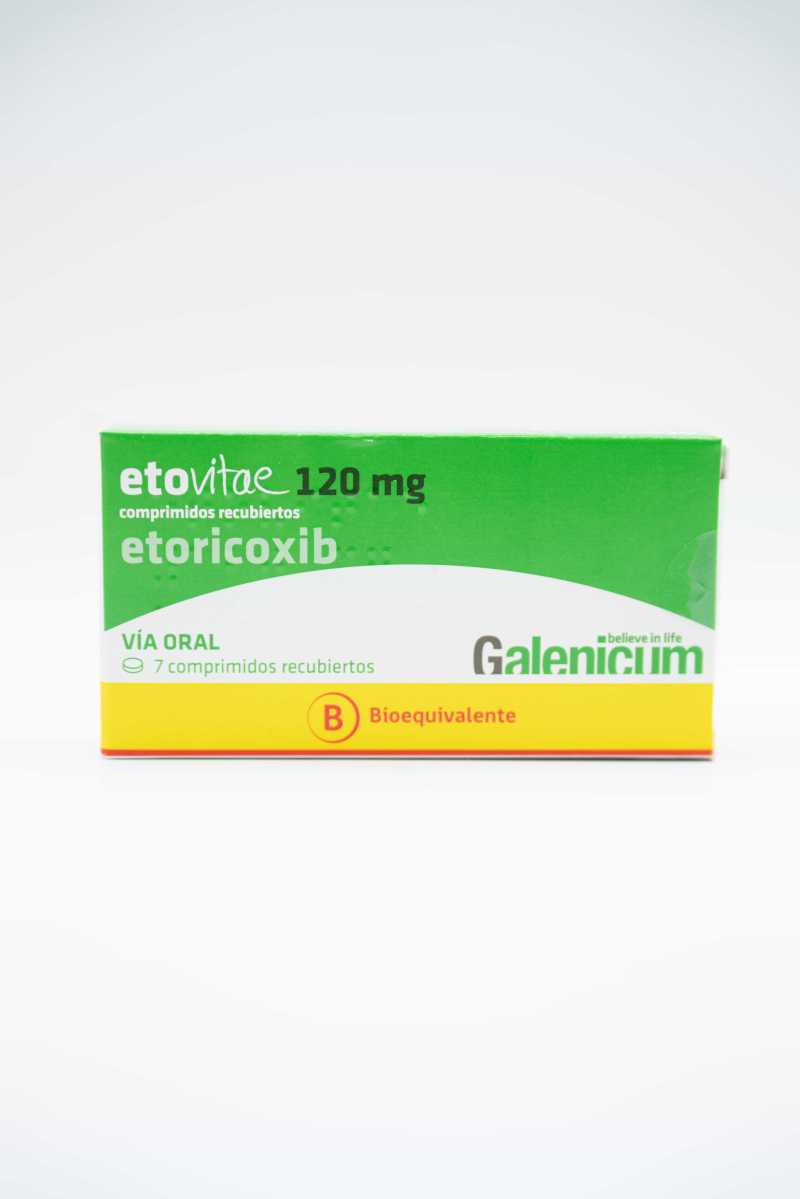 etovitae 120 mg
comprimidos recubiertos
etoricoxib
VÍA ORAL
7 comprimidos recubiertos
believe in life
Galenicum
B Bioequivalente